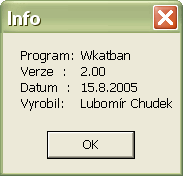 Info
Program: Wkatban
Verze : 2.00
Datum : 15.8.2005
Vyrobil: Lubomír Chudek
OK